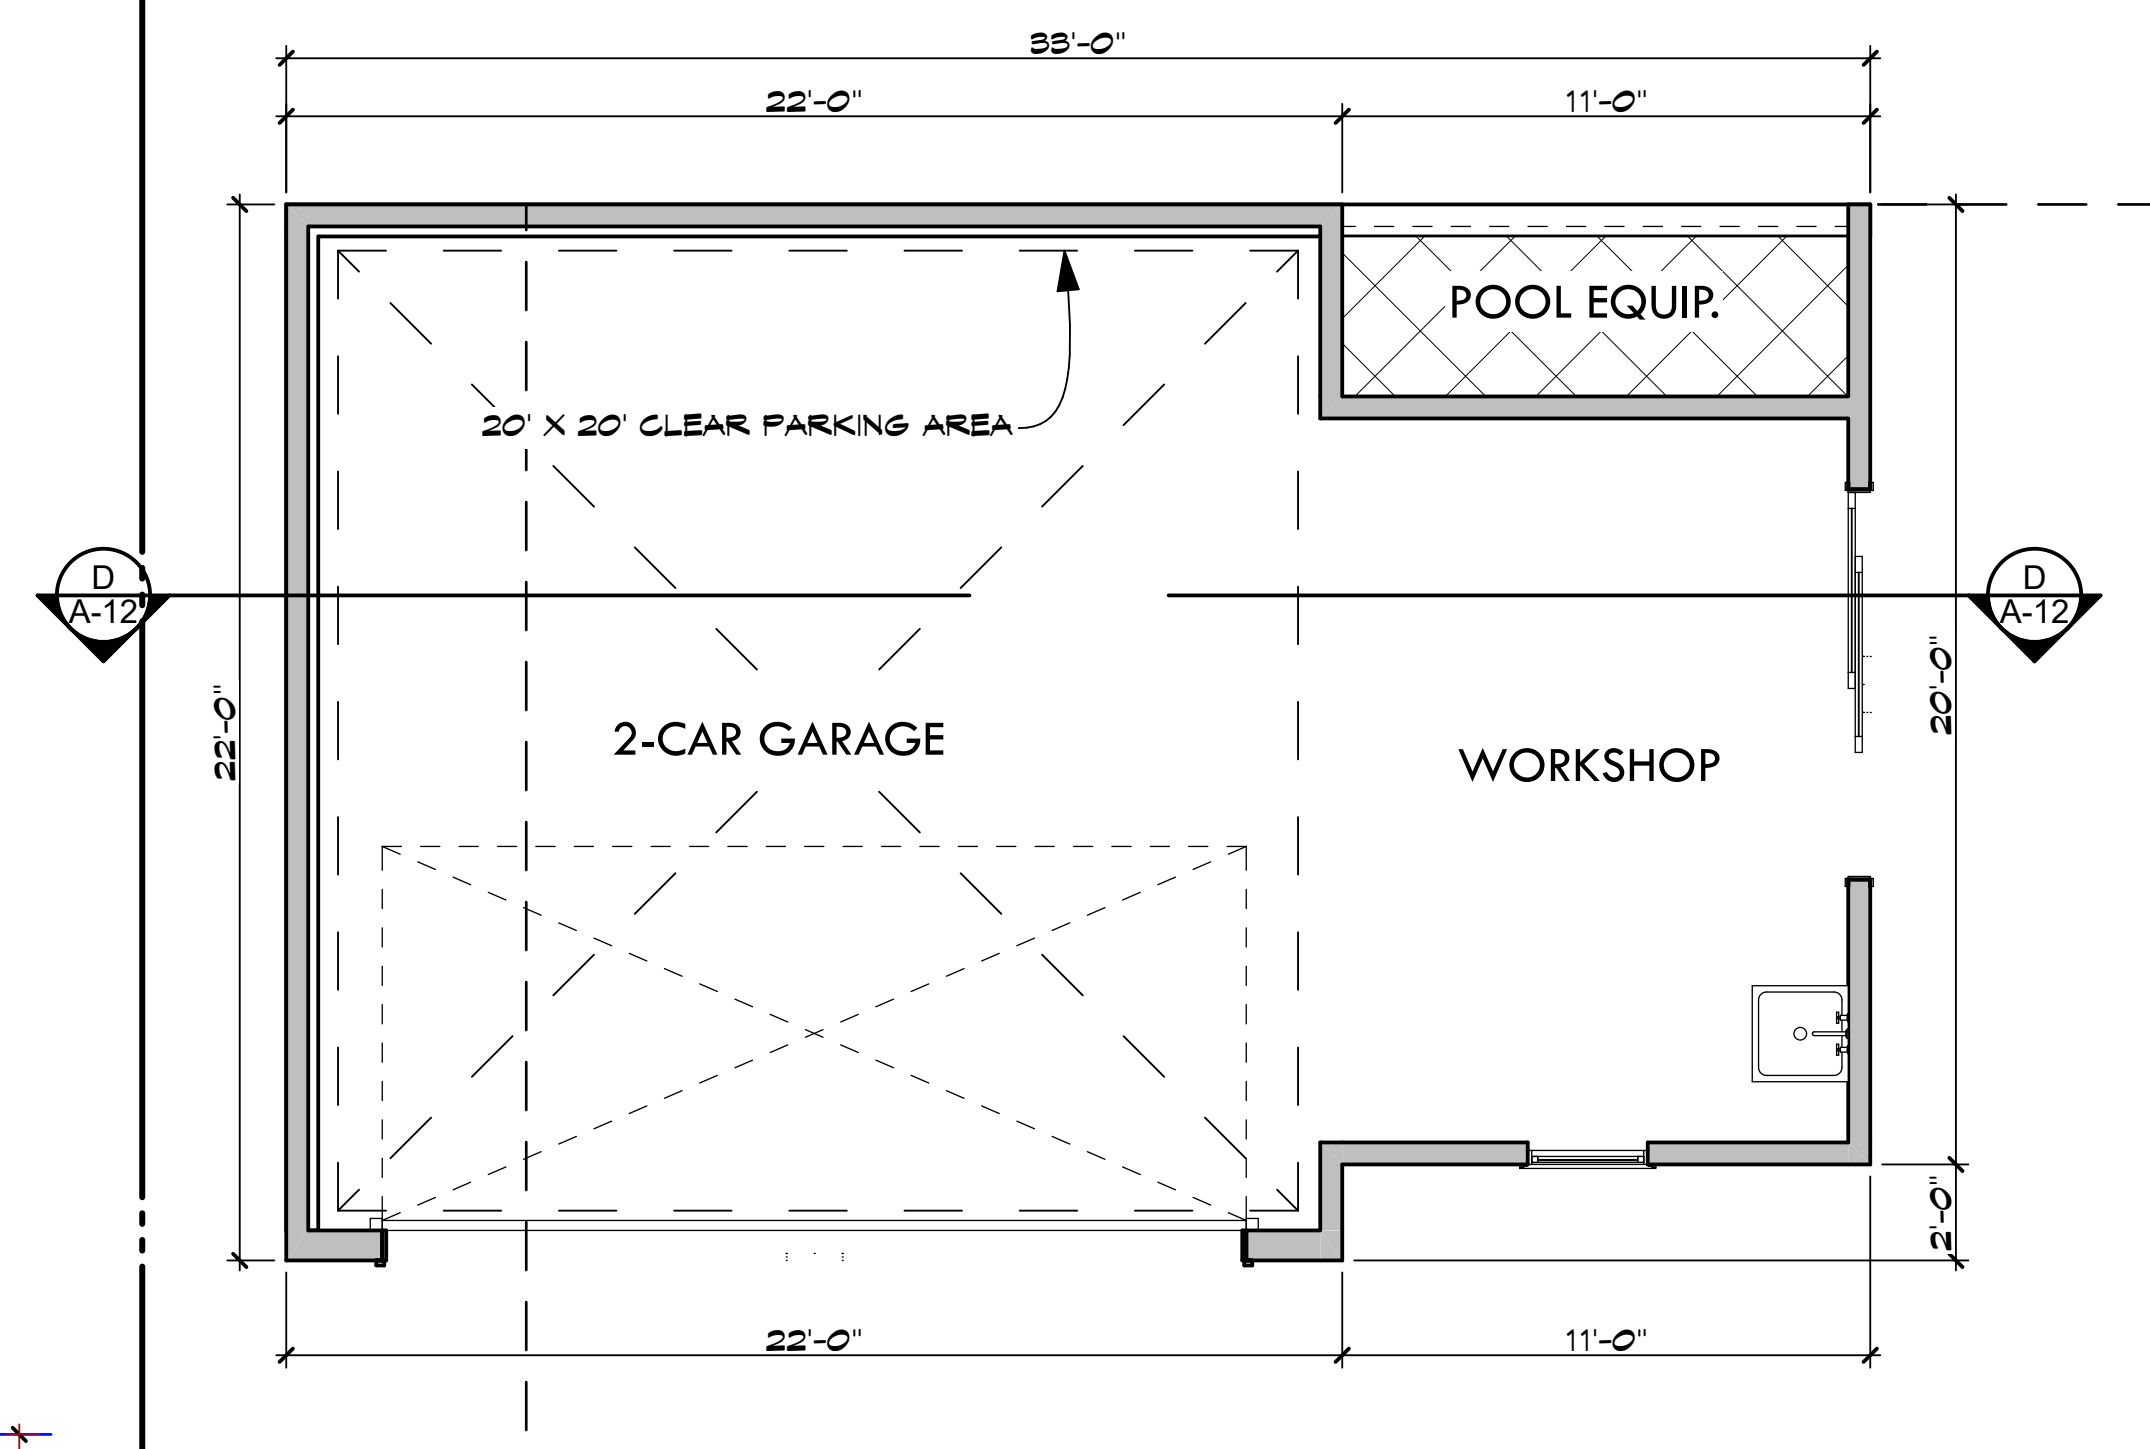 33'-0"
22'-0"
11'-0"
POOL EQUIP.
20' X 20' CLEAR PARKING AREA
D
A-12
D
A-12
22'-0"
20'-0"
2-CAR GARAGE
WORKSHOP
2'-0"
22'-0"
11'-0"